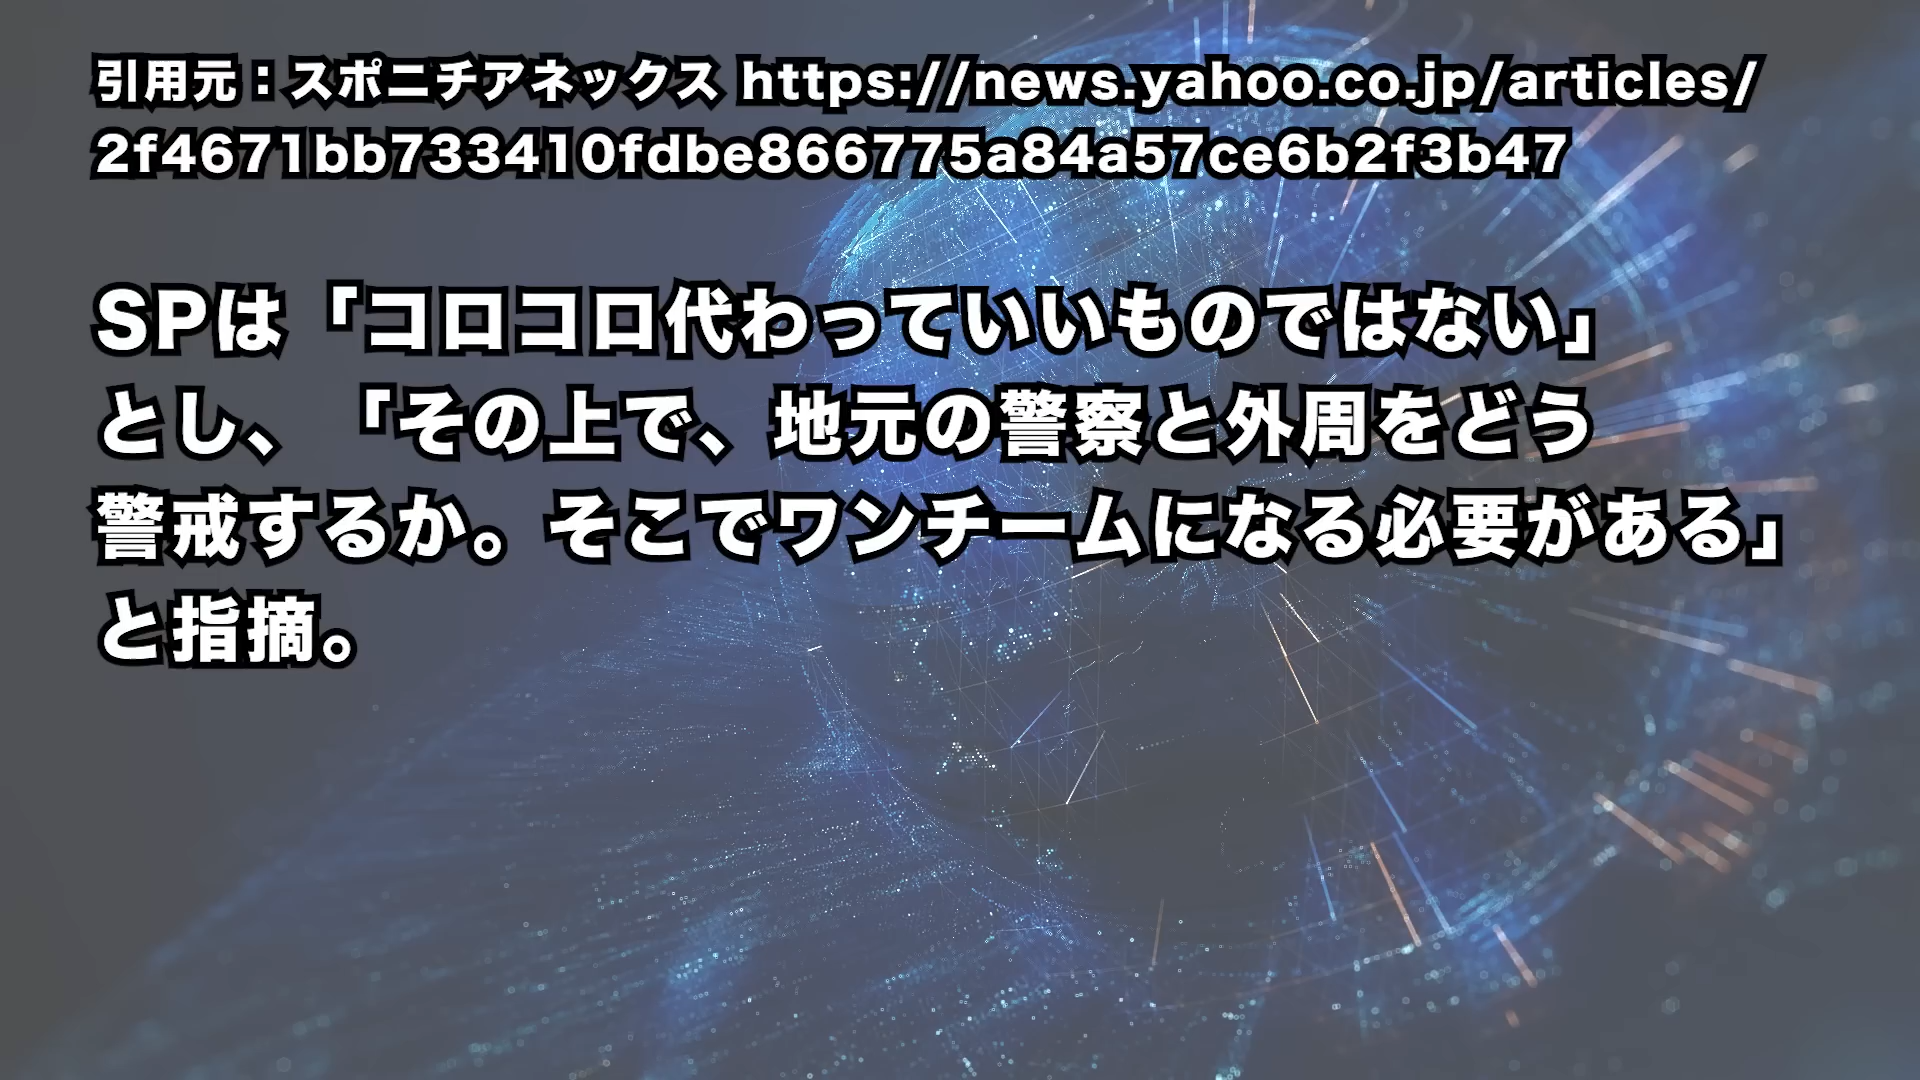 引用元：スポニチアネックス https://news.yahoo.co.jp/articles/
2f4671bb733410fdbe866775a84a57ce6b2f3b47
SPは「コロコロ代わっていいものではない」
とし、「その上で、地元の警察と外周をどう
警戒するか。そこでワンチームになる必要がある」
と指摘。